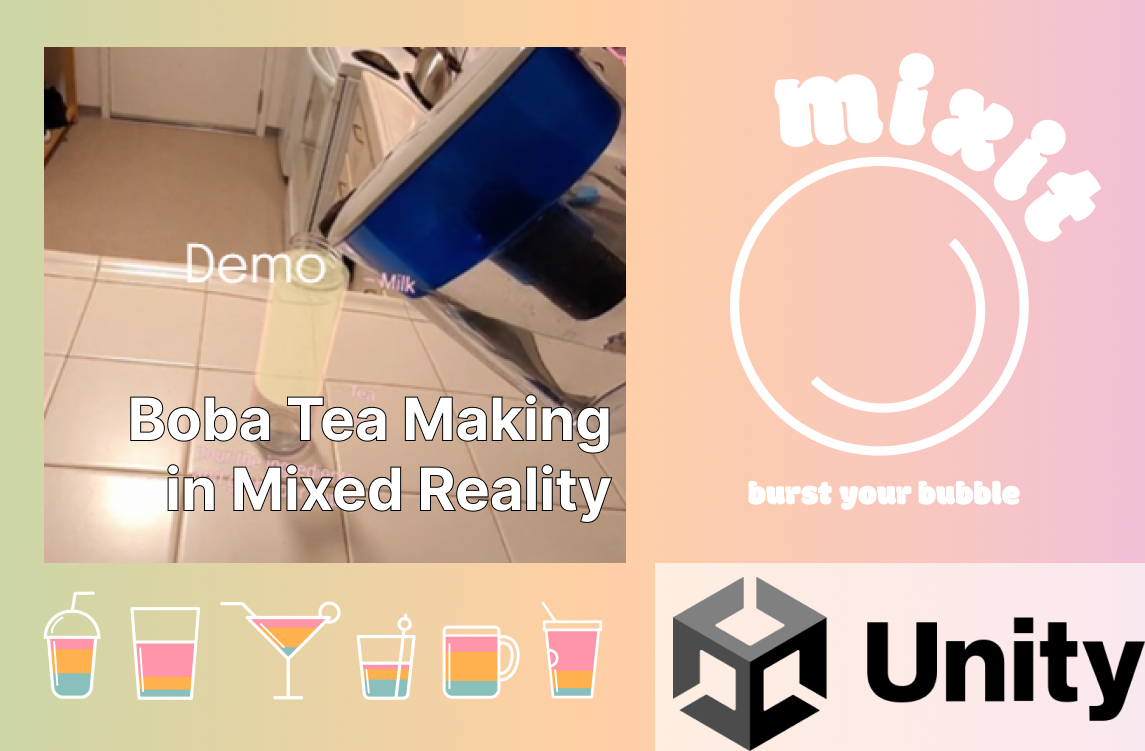 mixit
Demo
Milk
Tea
Boba Tea Making
in Mixed Reality
burst your bubble
Unity